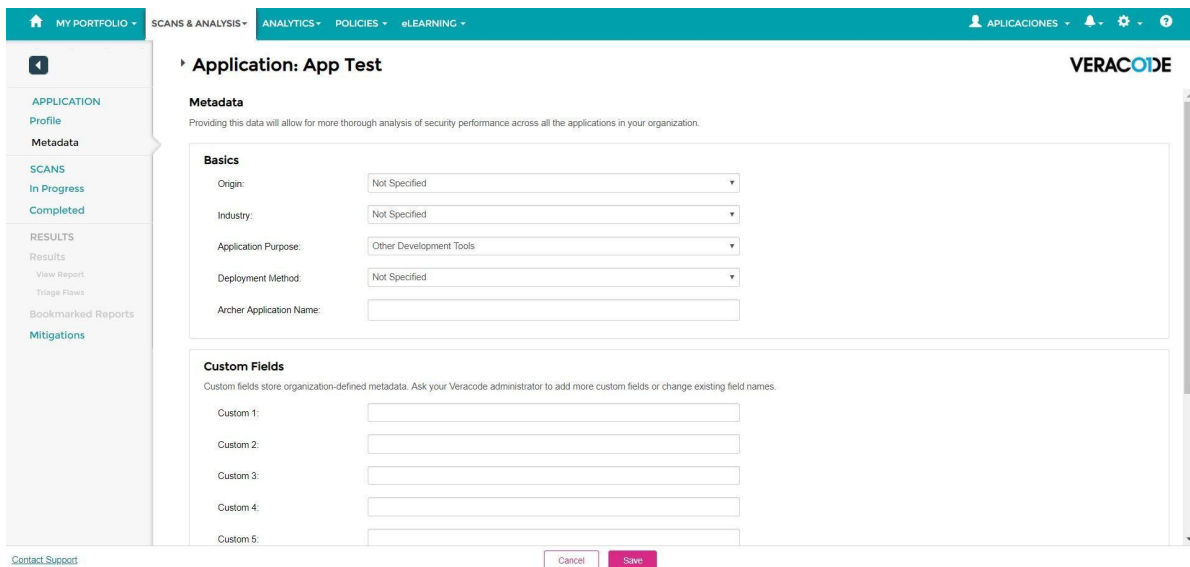 MY PORTFOLIO SCANS & ANALYSIS ANALYTICS POLICIES eLEARNING APLICACIONES
Application: App Test
VERACODE
APPLICATION
Profile
Metadata
SCANS
In Progress
Completed
RESULTS
Results
View Report
Triage Flaws
Bookmarked Reports
Mitigations
Metadata
Providing this data will allow for more thorough analysis of security performance across all the applications in your organization.
Basics
Origin: Not Specified
Industry: Not Specified
Application Purpose: Other Development Tools
Deployment Method: Not Specified
Archer Application Name:
Custom Fields
Custom fields store organization-defined metadata. Ask your Veracode administrator to add more custom fields or change existing field names.
Custom 1:
Custom 2:
Custom 3:
Custom 4:
Custom 5:
Contact Support
Cancel Save